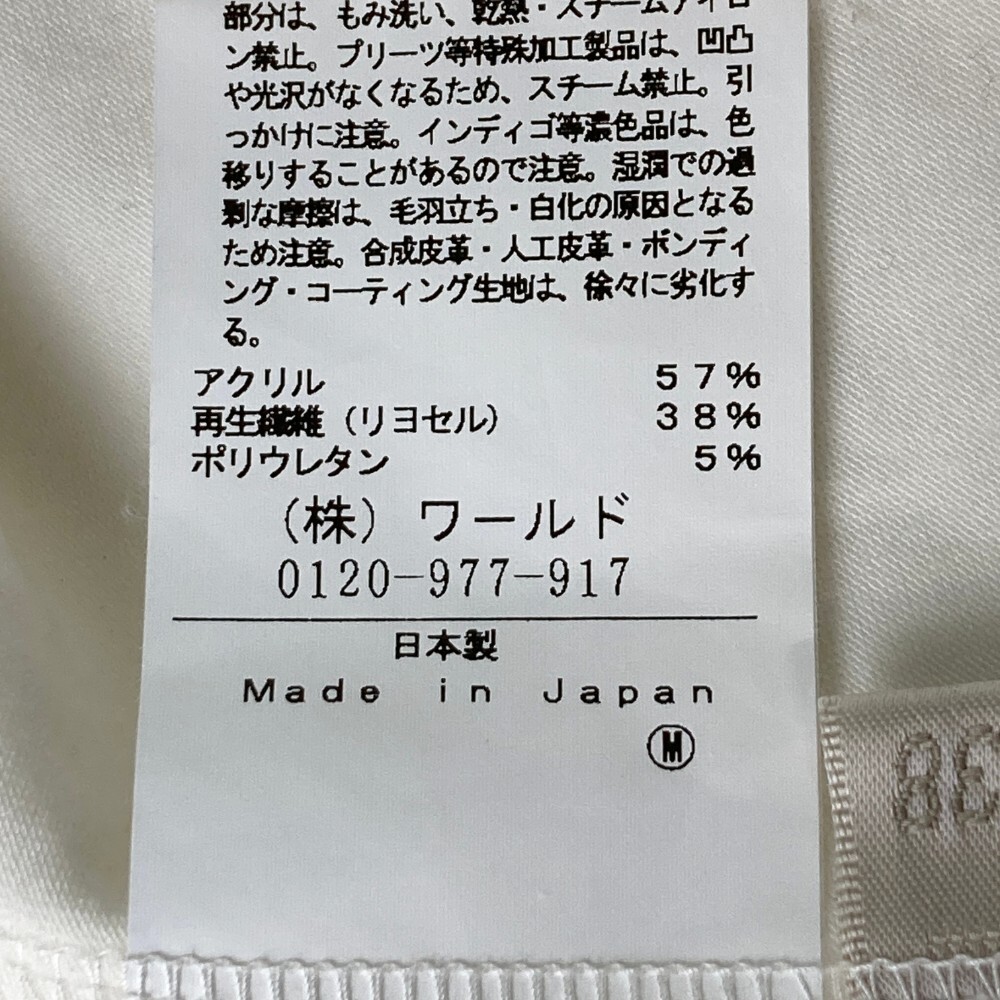 部分は、もみ洗い、乾熱・スチームアイロ
ン禁止。プリーツ等特殊加工製品は、凹凸
や光沢がなくなるため、スチーム禁止。引
っかけに注意。インディゴ等濃色品は、色
移りすることがあるので注意。湿潤での過
剰な摩擦は、毛羽立ち・白化の原因となる
ため注意。合成皮革・人工皮革・ボンディ
ング・コーティング生地は、徐々に劣化す
る。
アクリル 57%
再生繊維（リヨセル） 38%
ポリウレタン 5%
（株）ワールド
0120-977-917
日本製
Made in Japan
Ⓜ
38